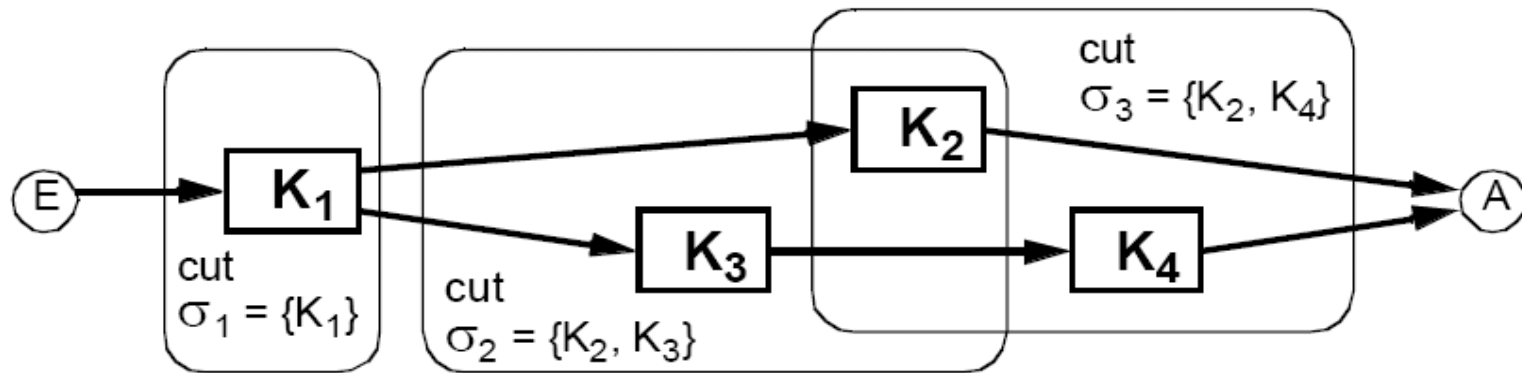 E
K₁
cut
σ₁ = {K₁}
K₂
K₃
cut
σ₂ = {K₂, K₃}
cut
σ₃ = {K₂, K₄}
K₄
A